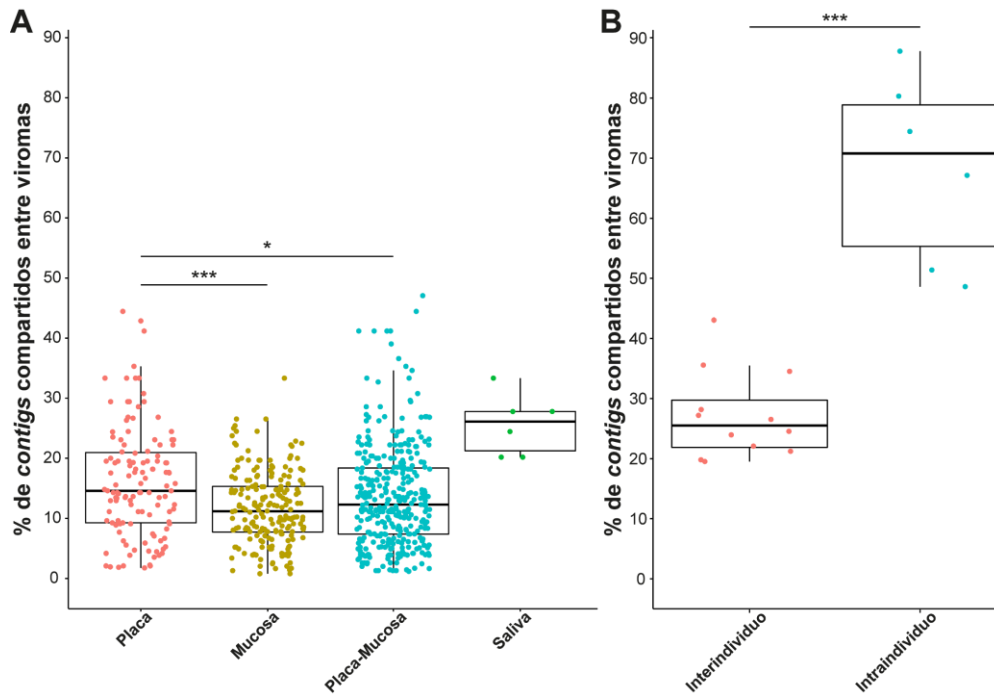 A
% de contigs compartidos entre viromas
90
80
70
60
50
40
30
20
10
0
*
***
Placa
Mucosa
Placa-Mucosa
Saliva
B
% de contigs compartidos entre viromas
90
80
70
60
50
40
30
20
10
0
***
Interindividuo
Intraindividuo